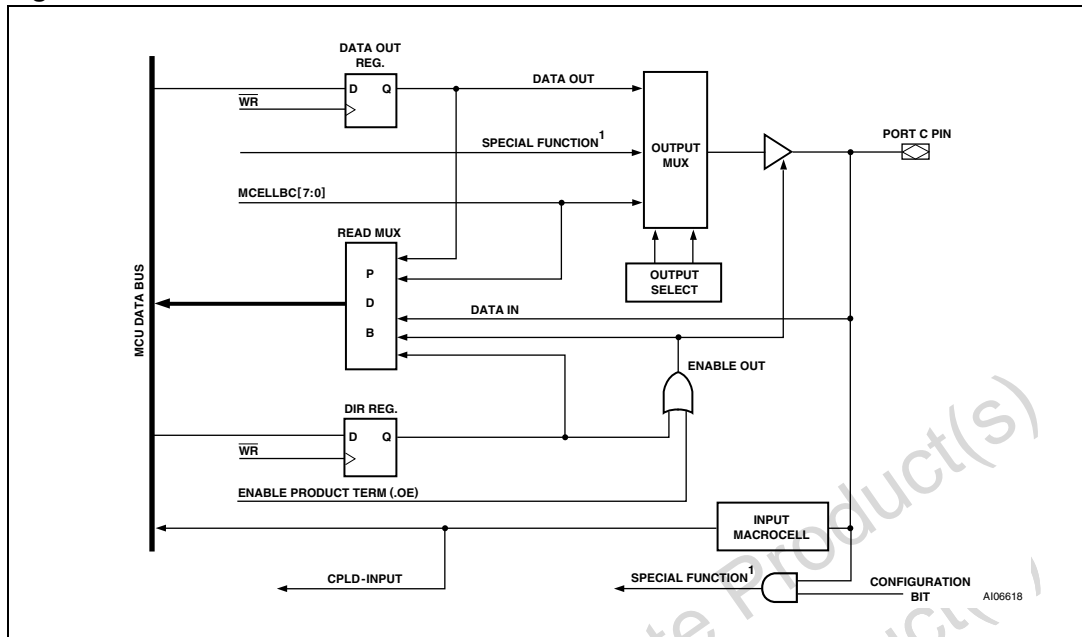 DATA OUT
REG.
D Q
WR
DATA OUT
SPECIAL FUNCTION1
MCELLBC[7:0]
OUTPUT
MUX
PORT C PIN
READ MUX
P
D
B
OUTPUT
SELECT
DATA IN
MCU DATA BUS
ENABLE OUT
DIR REG.
D Q
WR
ENABLE PRODUCT TERM (.OE)
INPUT
MACROCELL
CPLD-INPUT
SPECIAL FUNCTION1
CONFIGURATION
BIT
AI06618
Product(s)